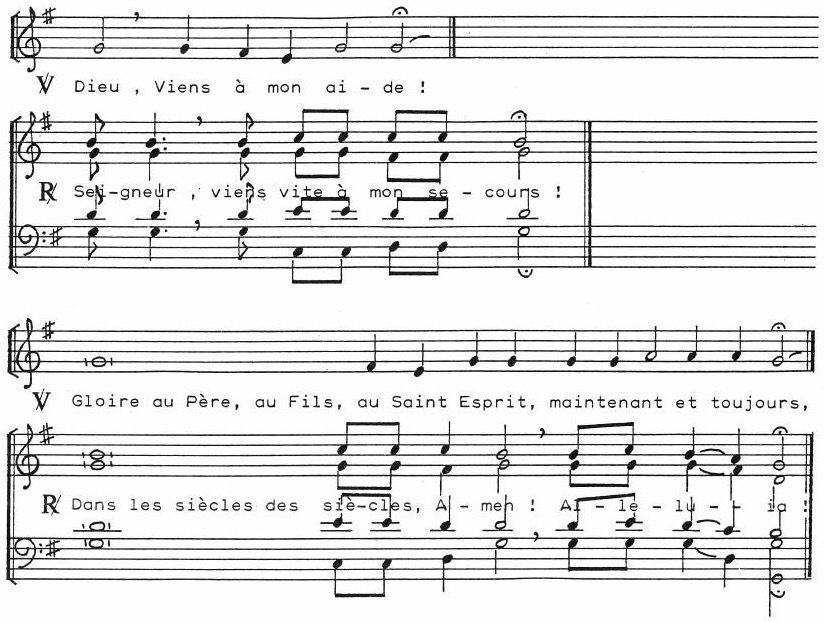 ℣ Dieu , Viens à mon ai - de !
℟ Sei-gneur , viens vite à mon se - cours !
℣ Gloire au Père, au Fils, au Saint Esprit, maintenant et toujours,
℟ Dans les siècles des siè-cles, A - men ! Al - lé - lu - - ia !